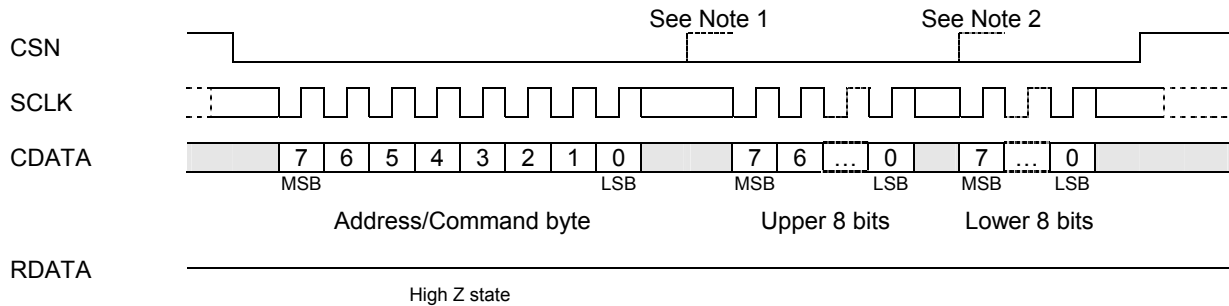 See Note 1 See Note 2
CSN
SCLK
CDATA 7 6 5 4 3 2 1 0 7 6 ... 0 7 ... 0
MSB LSB MSB LSB MSB LSB
Address/Command byte Upper 8 bits Lower 8 bits
RDATA
High Z state